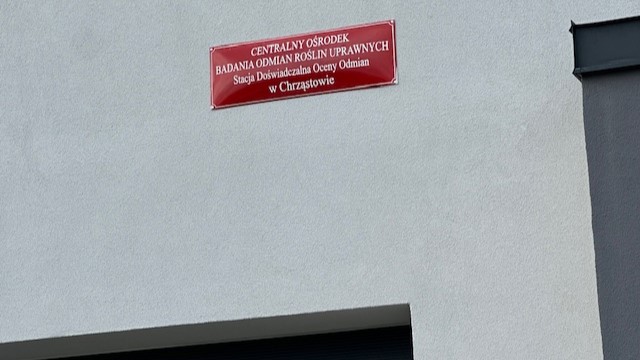 CENTRALNY OŚRODEK
BADANIA ODMIAN ROŚLIN UPRAWNYCH
Stacja Doświadczalna Oceny Odmian
w Chrząstowie